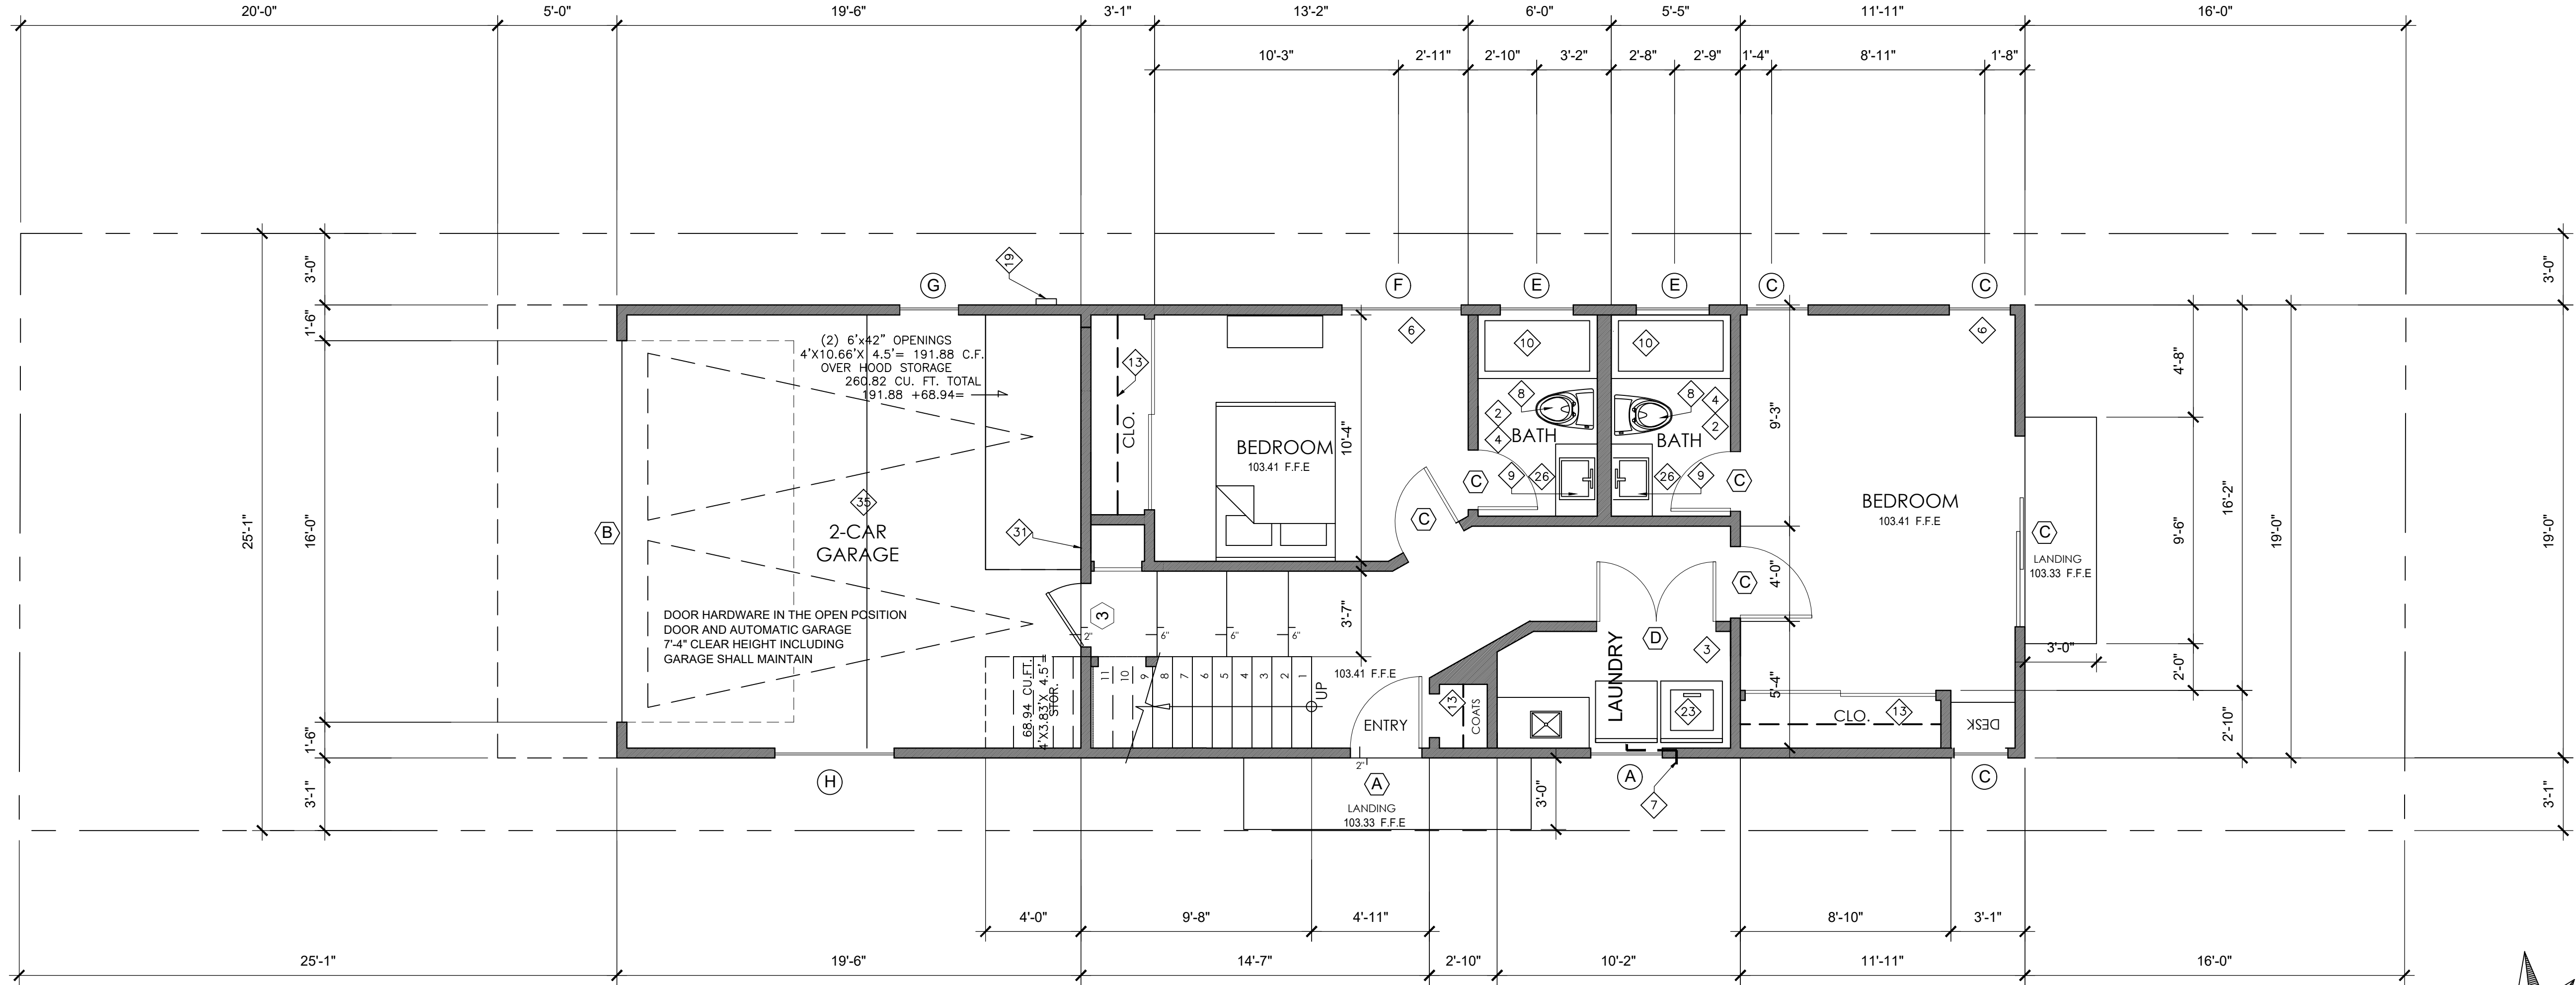 20'-0" 5'-0" 19'-6" 3'-1" 13'-2" 6'-0" 5'-5" 11'-11" 16'-0"
10'-3" 2'-11" 2'-10" 3'-2" 2'-8" 2'-9" 1'-4" 8'-11" 1'-8"
3'-0"
3'-0"
19
G F E E C C
1'-6"
6
6
(2) 6'x42" OPENINGS
4'X10.66'X 4.5'= 191.88 C.F.
OVER HOOD STORAGE
260.82 CU. FT. TOTAL
191.88 +68.94=
13
10
10
4'-8"
8
8
2
4
4
2
CLO.
BEDROOM
103.41 F.F.E
10'-4"
BATH
BATH
9'-3"
9
26
26
9
C
C
C
BEDROOM
103.41 F.F.E
16'-2"
9'-6"
19'-0"
19'-0"
25'-1"
16'-0"
B
35
2-CAR
GARAGE
31
C
LANDING
103.33 F.F.E
C
4'-0"
DOOR HARDWARE IN THE OPEN POSITION
DOOR AND AUTOMATIC GARAGE
7'-4" CLEAR HEIGHT INCLUDING
GARAGE SHALL MAINTAIN
3
3'-7"
2"
6"
6"
6"
D
3
LAUNDRY
3'-0"
2'-0"
68.94 CU.FT.
4'X3.83'X 4.5'=
STOR.
11 10 9 8 7 6 5 4 3 2 1
UP
103.41 F.F.E
5'-4"
13
COATS
ENTRY
23
CLO.
13
DESK
2'-10"
1'-6"
3'-1"
3'-1"
H
2"
A
LANDING
103.33 F.F.E
3'-0"
A
7
C
4'-0" 9'-8" 4'-11" 8'-10" 3'-1"
25'-1" 19'-6" 14'-7" 2'-10" 10'-2" 11'-11" 16'-0"